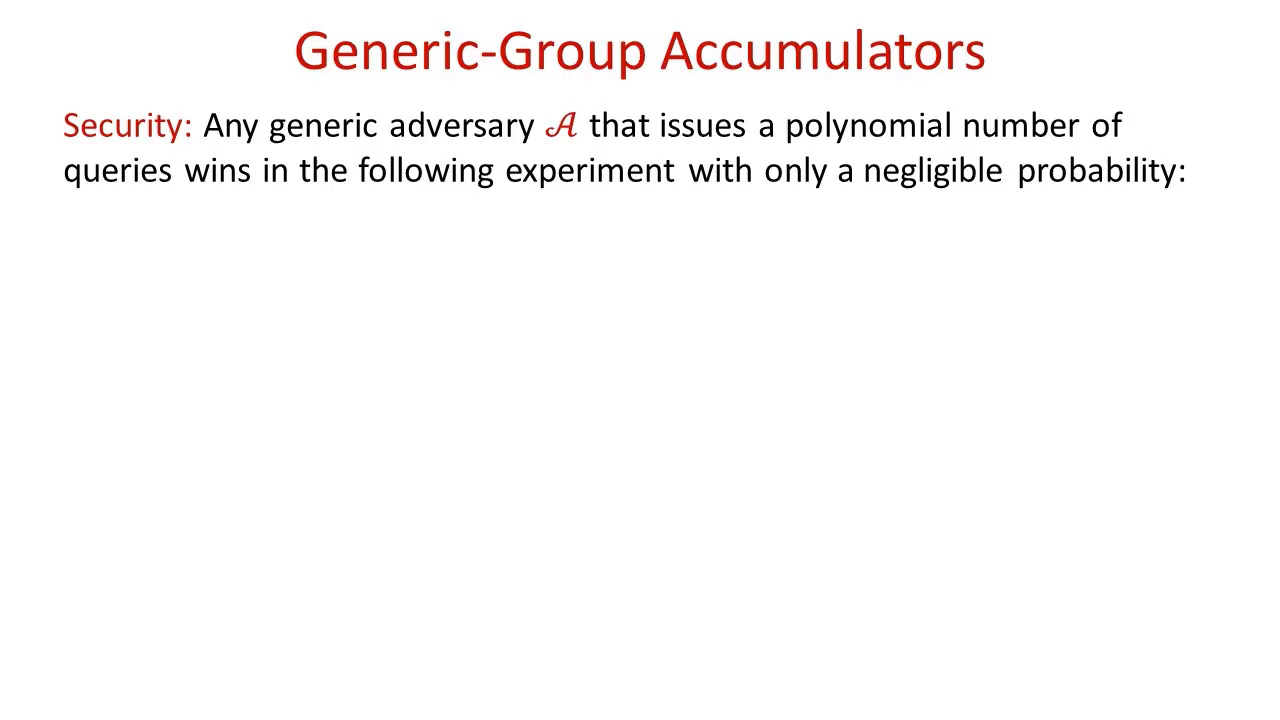 Generic-Group Accumulators
Security: Any generic adversary 𝒜 that issues a polynomial number of
queries wins in the following experiment with only a negligible probability: